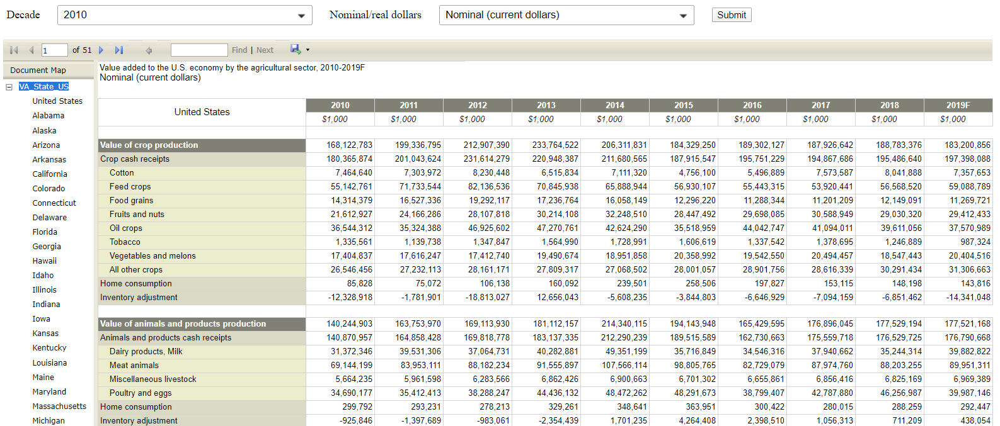 Decade 2010 Nominal/real dollars Nominal (current dollars) Submit
1 of 51 Find | Next
Document Map
VA_State_US
United States
Alabama
Alaska
Arizona
Arkansas
California
Colorado
Connecticut
Delaware
Florida
Georgia
Hawaii
Idaho
Illinois
Indiana
Iowa
Kansas
Kentucky
Louisiana
Maine
Maryland
Massachusetts
Michigan
Value added to the U.S. economy by the agricultural sector, 2010-2019F
Nominal (current dollars)
United States 2010 2011 2012 2013 2014 2015 2016 2017 2018 2019F
$1,000 $1,000 $1,000 $1,000 $1,000 $1,000 $1,000 $1,000 $1,000 $1,000
Value of crop production 168,122,783 199,336,795 212,907,390 233,764,522 206,311,831 184,329,250 189,302,127 187,926,642 188,783,376 183,200,856
Crop cash receipts 180,365,874 201,043,624 231,614,279 220,948,387 211,680,565 187,915,547 195,751,229 194,867,686 195,486,640 197,398,088
Cotton 7,464,640 7,303,972 8,230,448 6,515,834 7,111,320 4,756,100 5,496,889 7,573,587 8,041,888 7,357,653
Feed crops 55,142,761 71,733,544 82,136,536 70,845,938 65,888,944 56,930,107 55,443,315 53,920,441 56,568,520 59,088,789
Food grains 14,314,379 16,527,336 19,292,117 17,236,764 16,058,149 12,296,220 11,288,344 11,201,209 12,149,091 11,269,721
Fruits and nuts 21,612,927 24,166,286 28,107,818 30,214,108 32,248,510 28,447,492 29,698,085 30,588,949 29,030,320 29,412,433
Oil crops 36,544,312 35,324,388 46,925,602 47,270,761 42,624,290 35,518,959 44,042,747 41,094,011 39,611,056 37,570,989
Tobacco 1,335,561 1,139,738 1,347,847 1,564,990 1,728,991 1,606,619 1,337,542 1,378,695 1,246,889 987,324
Vegetables and melons 17,404,837 17,616,247 17,412,740 19,490,674 18,951,858 20,358,992 19,542,550 20,494,457 18,547,443 20,404,516
All other crops 26,546,456 27,232,113 28,161,171 27,809,317 27,068,502 28,001,057 28,901,756 28,616,339 30,291,434 31,306,663
Home consumption 85,828 75,072 106,138 160,092 239,501 258,506 197,827 153,115 148,198 143,816
Inventory adjustment -12,328,918 -1,781,901 -18,813,027 12,656,043 -5,608,235 -3,844,803 -6,646,929 -7,094,159 -6,851,462 -14,341,048
Value of animals and products production 140,244,903 163,753,970 169,113,930 181,112,157 214,340,115 194,143,948 165,429,595 176,896,045 177,529,194 177,521,168
Animals and products cash receipts 140,870,957 164,858,428 169,818,778 183,137,335 212,290,239 189,515,589 162,730,663 175,559,718 176,529,725 176,790,668
Dairy products, Milk 31,372,346 39,531,306 37,064,731 40,282,881 49,351,199 35,716,849 34,546,316 37,940,662 35,244,314 39,882,822
Meat animals 69,144,199 83,953,111 88,182,234 91,555,897 107,566,114 98,805,765 82,729,079 87,974,760 88,203,255 89,951,311
Miscellaneous livestock 5,664,235 5,961,598 6,283,566 6,862,426 6,900,663 6,701,302 6,655,861 6,856,416 6,825,169 6,969,389
Poultry and eggs 34,690,177 35,412,413 38,288,247 44,436,132 48,472,262 48,291,673 38,799,407 42,787,880 46,256,987 39,987,146
Home consumption 299,792 293,231 278,213 329,261 348,641 363,951 300,422 280,015 288,259 292,447
Inventory adjustment -925,846 -1,397,689 -983,061 -2,354,439 1,701,235 4,264,408 2,398,510 1,056,313 711,209 438,054